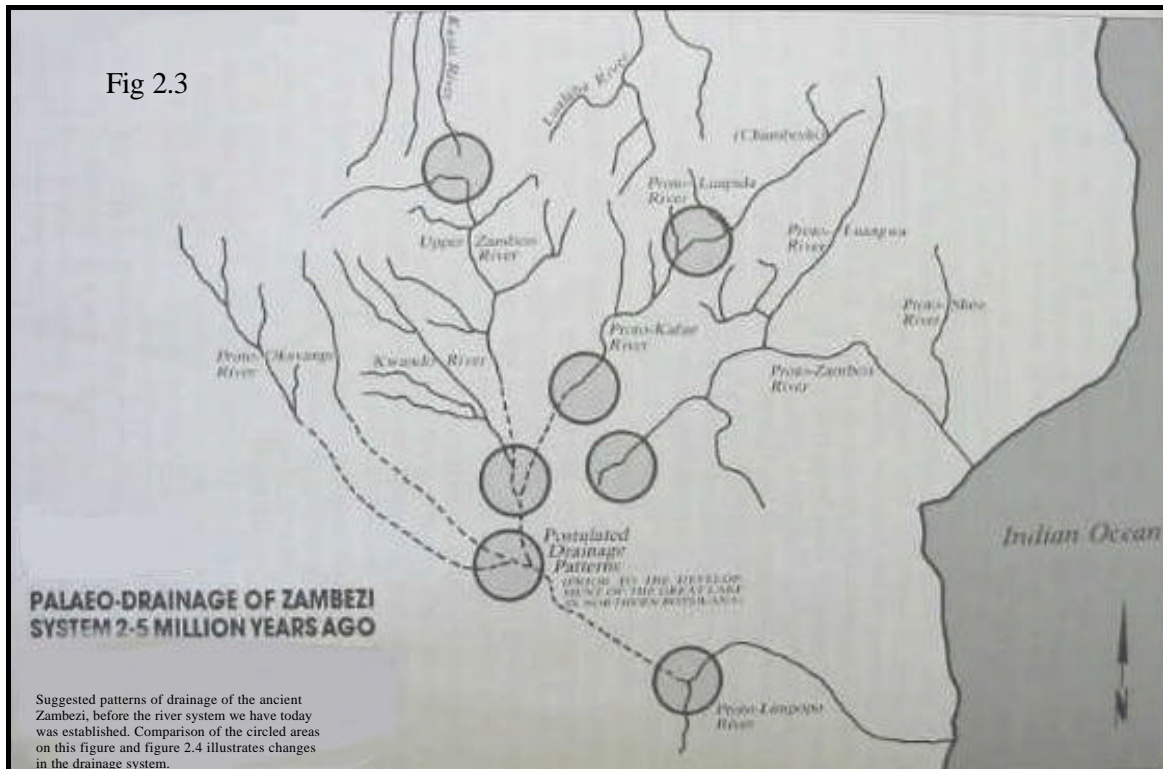 Fig 2.3
Kasai River
Lualaba River
(Chambeshi)
Proto-Luapula
River
Upper Zambezi
River
Proto-Luangwa
River
Proto-Shire
River
Proto-Okavango
River
Kwando River
Proto-Kafue
River
Proto-Zambezi
River
Indian Ocean
Postulated
Drainage
Patterns
(PRIOR TO THE DEVELOP-
MENT OF THE GREAT LAKE
IN NORTHERN BOTSWANA)
PALAEO-DRAINAGE OF ZAMBEZI
SYSTEM 2-5 MILLION YEARS AGO
N
Proto-Limpopo
River
Suggested patterns of drainage of the ancient
Zambezi, before the river system we have today
was established. Comparison of the circled areas
on this figure and figure 2.4 illustrates changes
in the drainage system.